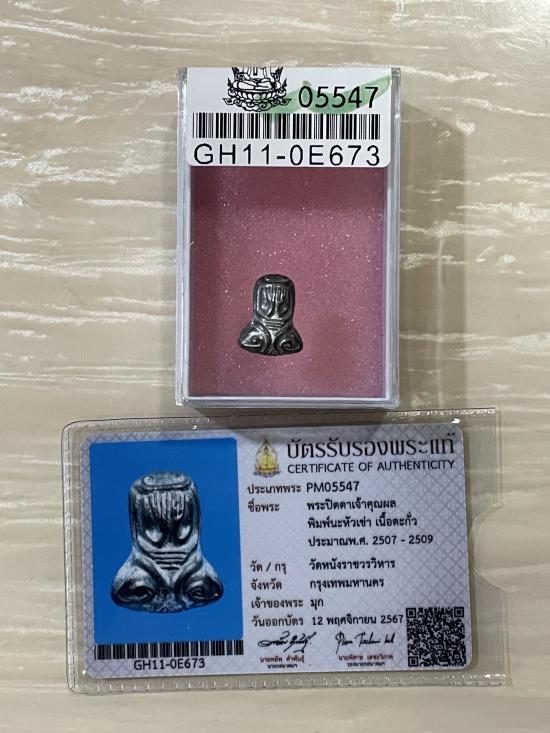 05547
GH11-0E673
บัตรรับรองพระแท้
CERTIFICATE OF AUTHENTICITY
ประเภทพระ PM05547
ชื่อพระ พระปิดตาเจ้าคุณผล
พิมพ์นะหัวเข่า เนื้อตะกั่ว
ประมาณพ.ศ. 2507 - 2509
วัด / กรุ วัดหนังราชวรวิหาร
จังหวัด กรุงเทพมหานคร
เจ้าของพระ มุก
วันออกบัตร 12 พฤศจิกายน 2567
GH11-0E673